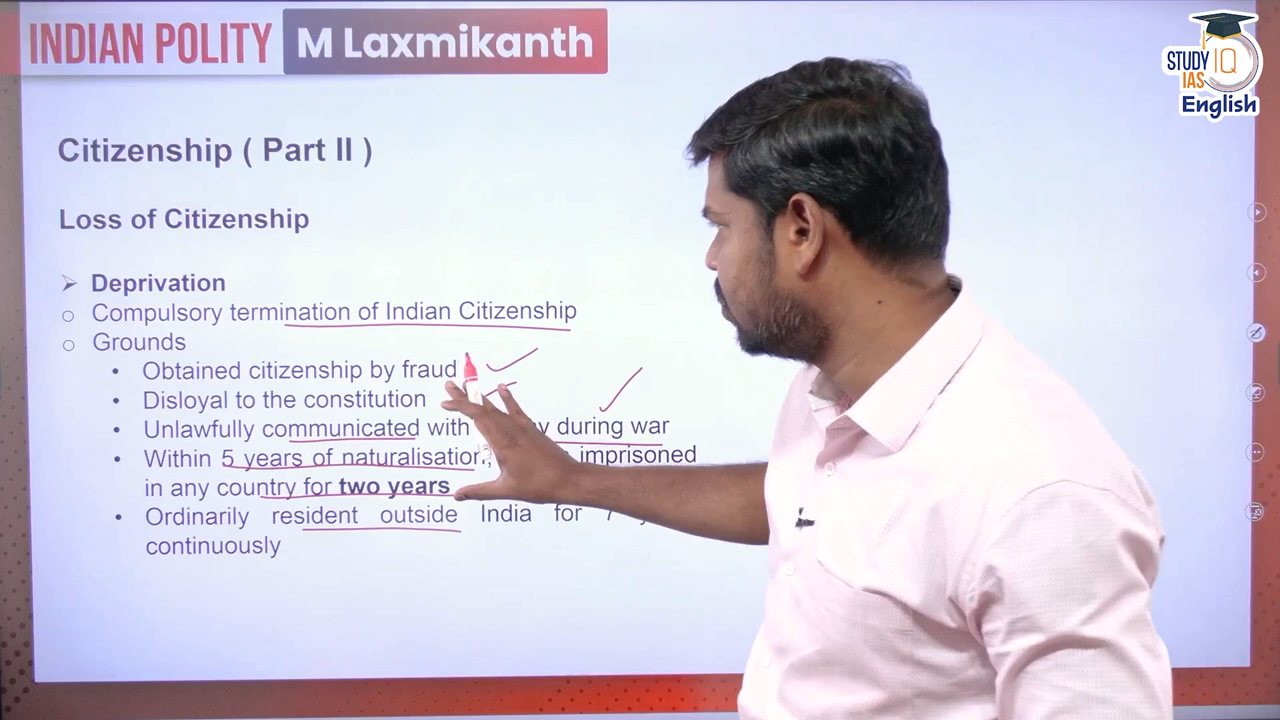 INDIAN POLITY M Laxmikanth
STUDY IQ
IAS
English
Citizenship ( Part II )
Loss of Citizenship
➢ Deprivation
o Compulsory termination of Indian Citizenship
o Grounds
• Obtained citizenship by fraud
• Disloyal to the constitution
• Unlawfully communicated with during war
• Within 5 years of naturalisation, imprisoned
in any country for two years
• Ordinarily resident outside India for 7
continuously